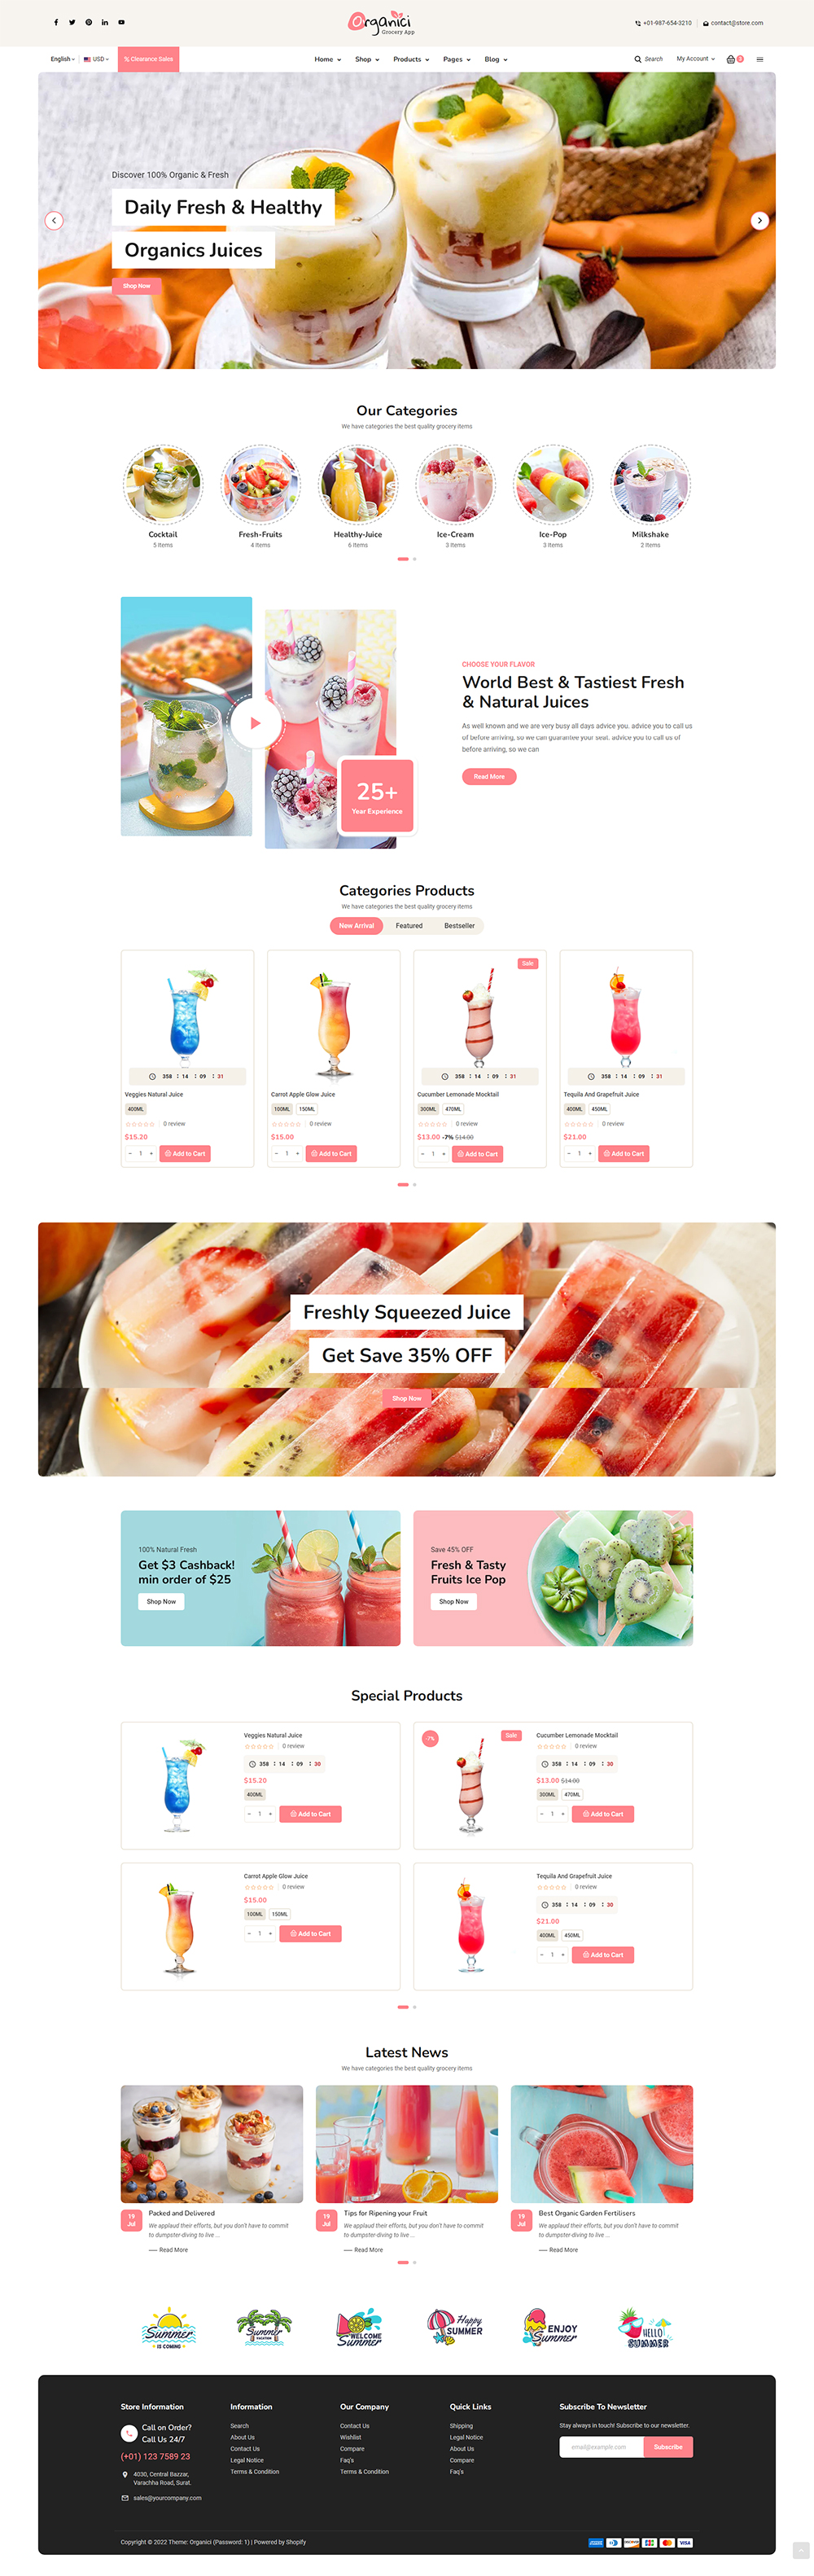 Organici
Grocery App
+01-987-654-3210
contact@store.com
English
USD
% Clearance Sales
Home
Shop
Products
Pages
Blog
Search
My Account
Discover 100% Organic & Fresh
Daily Fresh & Healthy
Organics Juices
Shop Now
Our Categories
We have categories the best quality grocery items
Cocktail
5 Items
Fresh-Fruits
4 Items
Healthy-Juice
6 Items
Ice-Cream
3 Items
Ice-Pop
3 Items
Milkshake
2 Items
25+
Year Experience
CHOOSE YOUR FLAVOR
World Best & Tastiest Fresh
& Natural Juices
As well known and we are very busy all days advice you. advice you to call us
of before arriving, so we can guarantee your seat. advice you to call us of
before arriving, so we can
Read More
Categories Products
We have categories the best quality grocery items
New Arrival
Featured
Bestseller
358 : 14 : 09 : 31
Veggies Natural Juice
400ML
0 review
$15.20
- 1 +
Add to Cart
Carrot Apple Glow Juice
100ML 150ML
0 review
$15.00
- 1 +
Add to Cart
Sale
358 : 14 : 09 : 31
Cucumber Lemonade Mocktail
300ML 470ML
0 review
$13.00 -7% $14.00
- 1 +
Add to Cart
358 : 14 : 09 : 31
Tequila And Grapefruit Juice
400ML 450ML
0 review
$21.00
- 1 +
Add to Cart
Freshly Squeezed Juice
Get Save 35% OFF
Shop Now
100% Natural Fresh
Get $3 Cashback!
min order of $25
Shop Now
Save 45% OFF
Fresh & Tasty
Fruits Ice Pop
Shop Now
Special Products
Veggies Natural Juice
0 review
358 : 14 : 09 : 30
$15.20
400ML
- 1 +
Add to Cart
-7%
Sale
Cucumber Lemonade Mocktail
0 review
358 : 14 : 09 : 30
$13.00 $14.00
300ML 470ML
- 1 +
Add to Cart
Carrot Apple Glow Juice
0 review
$15.00
100ML 150ML
- 1 +
Add to Cart
Tequila And Grapefruit Juice
0 review
358 : 14 : 09 : 30
$21.00
400ML 450ML
- 1 +
Add to Cart
Latest News
We have categories the best quality grocery items
19
Jul
Packed and Delivered
We applaud their efforts, but you don't have to commit
to dumpster-diving to live ...
Read More
19
Jul
Tips for Ripening your Fruit
We applaud their efforts, but you don't have to commit
to dumpster-diving to live ...
Read More
19
Jul
Best Organic Garden Fertilisers
We applaud their efforts, but you don't have to commit
to dumpster-diving to live ...
Read More
Summer
IS COMING
Summer
VACATION
WELCOME
Summer
Happy
SUMMER
ENJOY
Summer
HELLO
SUMMER
Store Information
Call on Order?
Call Us 24/7
(+01) 123 7589 23
4030, Central Bazzar,
Varachha Road, Surat.
sales@yourcompany.com
Information
Search
About Us
Contact Us
Legal Notice
Terms & Condition
Our Company
Contact Us
Wishlist
Compare
Faq's
Terms & Condition
Quick Links
Shipping
Legal Notice
About Us
Compare
Faq's
Subscribe To Newsletter
Stay always in touch! Subscribe to our newsletter.
email@example.com
Subscribe
Copyright © 2022 Theme: Organici (Password: 1) | Powered by Shopify
DISCOVER
JCB
VISA